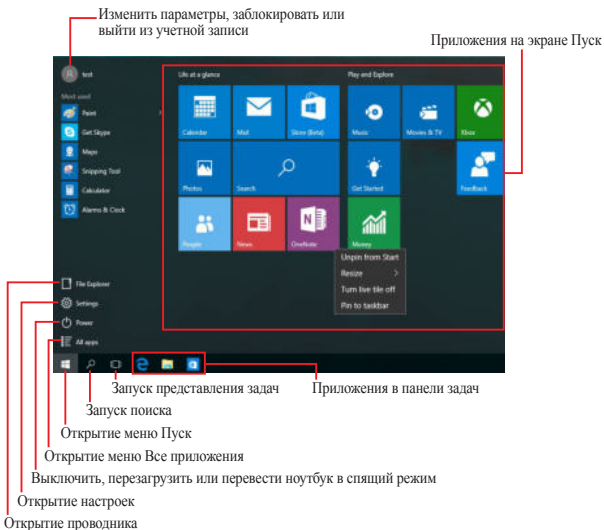 Изменить параметры, заблокировать или
выйти из учетной записи
Приложения на экране Пуск
test
Life at a glance
Play and Explore
Most used
Paint
Get Skype
Maps
Snipping Tool
Calculator
Alarms & Clock
Calendar
Mail
Store (Beta)
Music
Movies & TV
Xbox
Photos
Search
Get Started
Feedback
People
News
OneNote
Money
Unpin from Start
Resize
Turn live tile off
Pin to taskbar
File Explorer
Settings
Power
All apps
Запуск представления задач
Приложения в панели задач
Запуск поиска
Открытие меню Пуск
Открытие меню Все приложения
Выключить, перезагрузить или перевести ноутбук в спящий режим
Открытие настроек
Открытие проводника